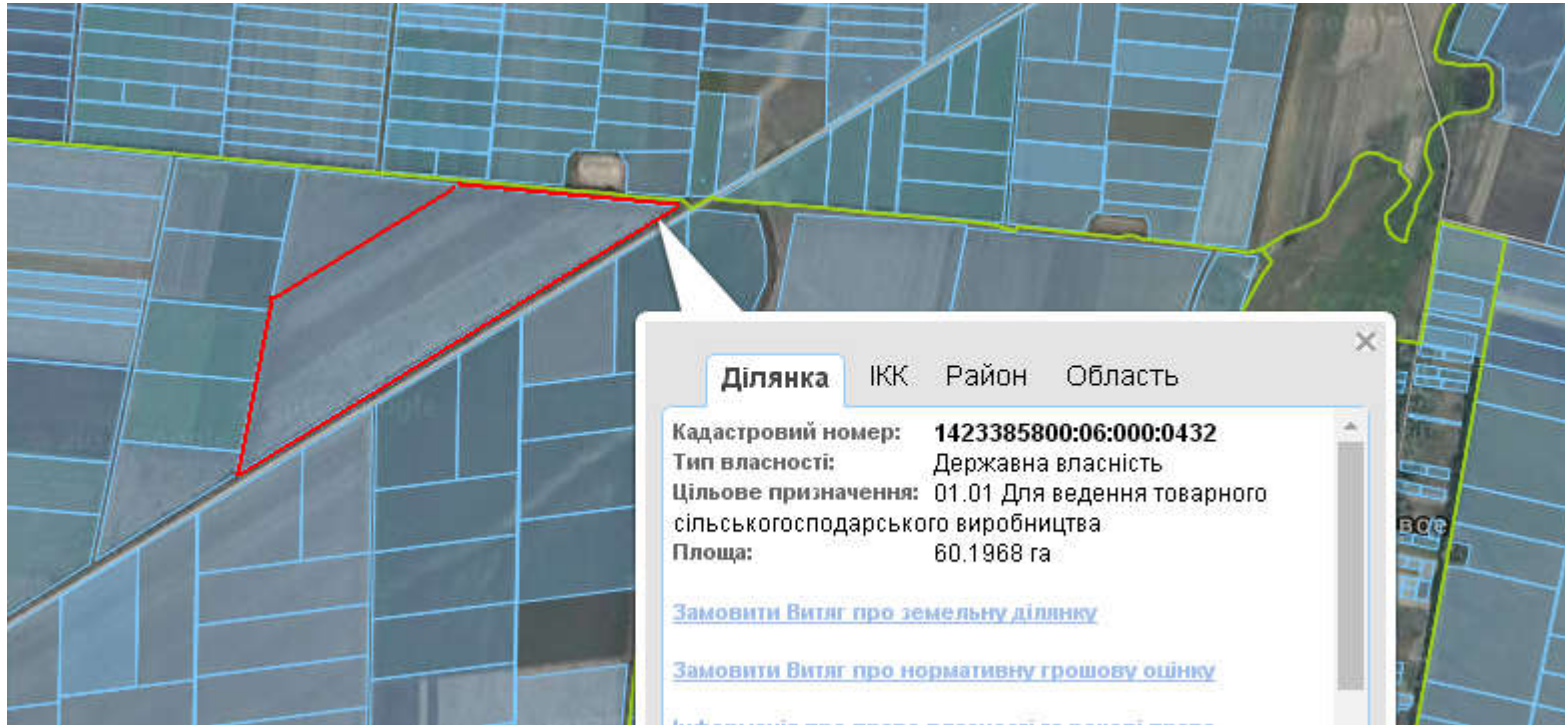 Ділянка ІКК Район Область
Кадастровий номер: 1423385800:06:000:0432
Тип власності: Державна власність
Цільове призначення: 01.01 Для ведення товарного
сільськогосподарського виробництва
Площа: 60.1968 га
Замовити Витяг про земельну ділянку
Замовити Витяг про нормативну грошову оцінку